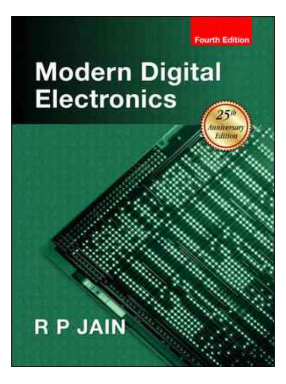 Fourth Edition
Modern Digital
Electronics
25th
Anniversary
Edition
R P JAIN